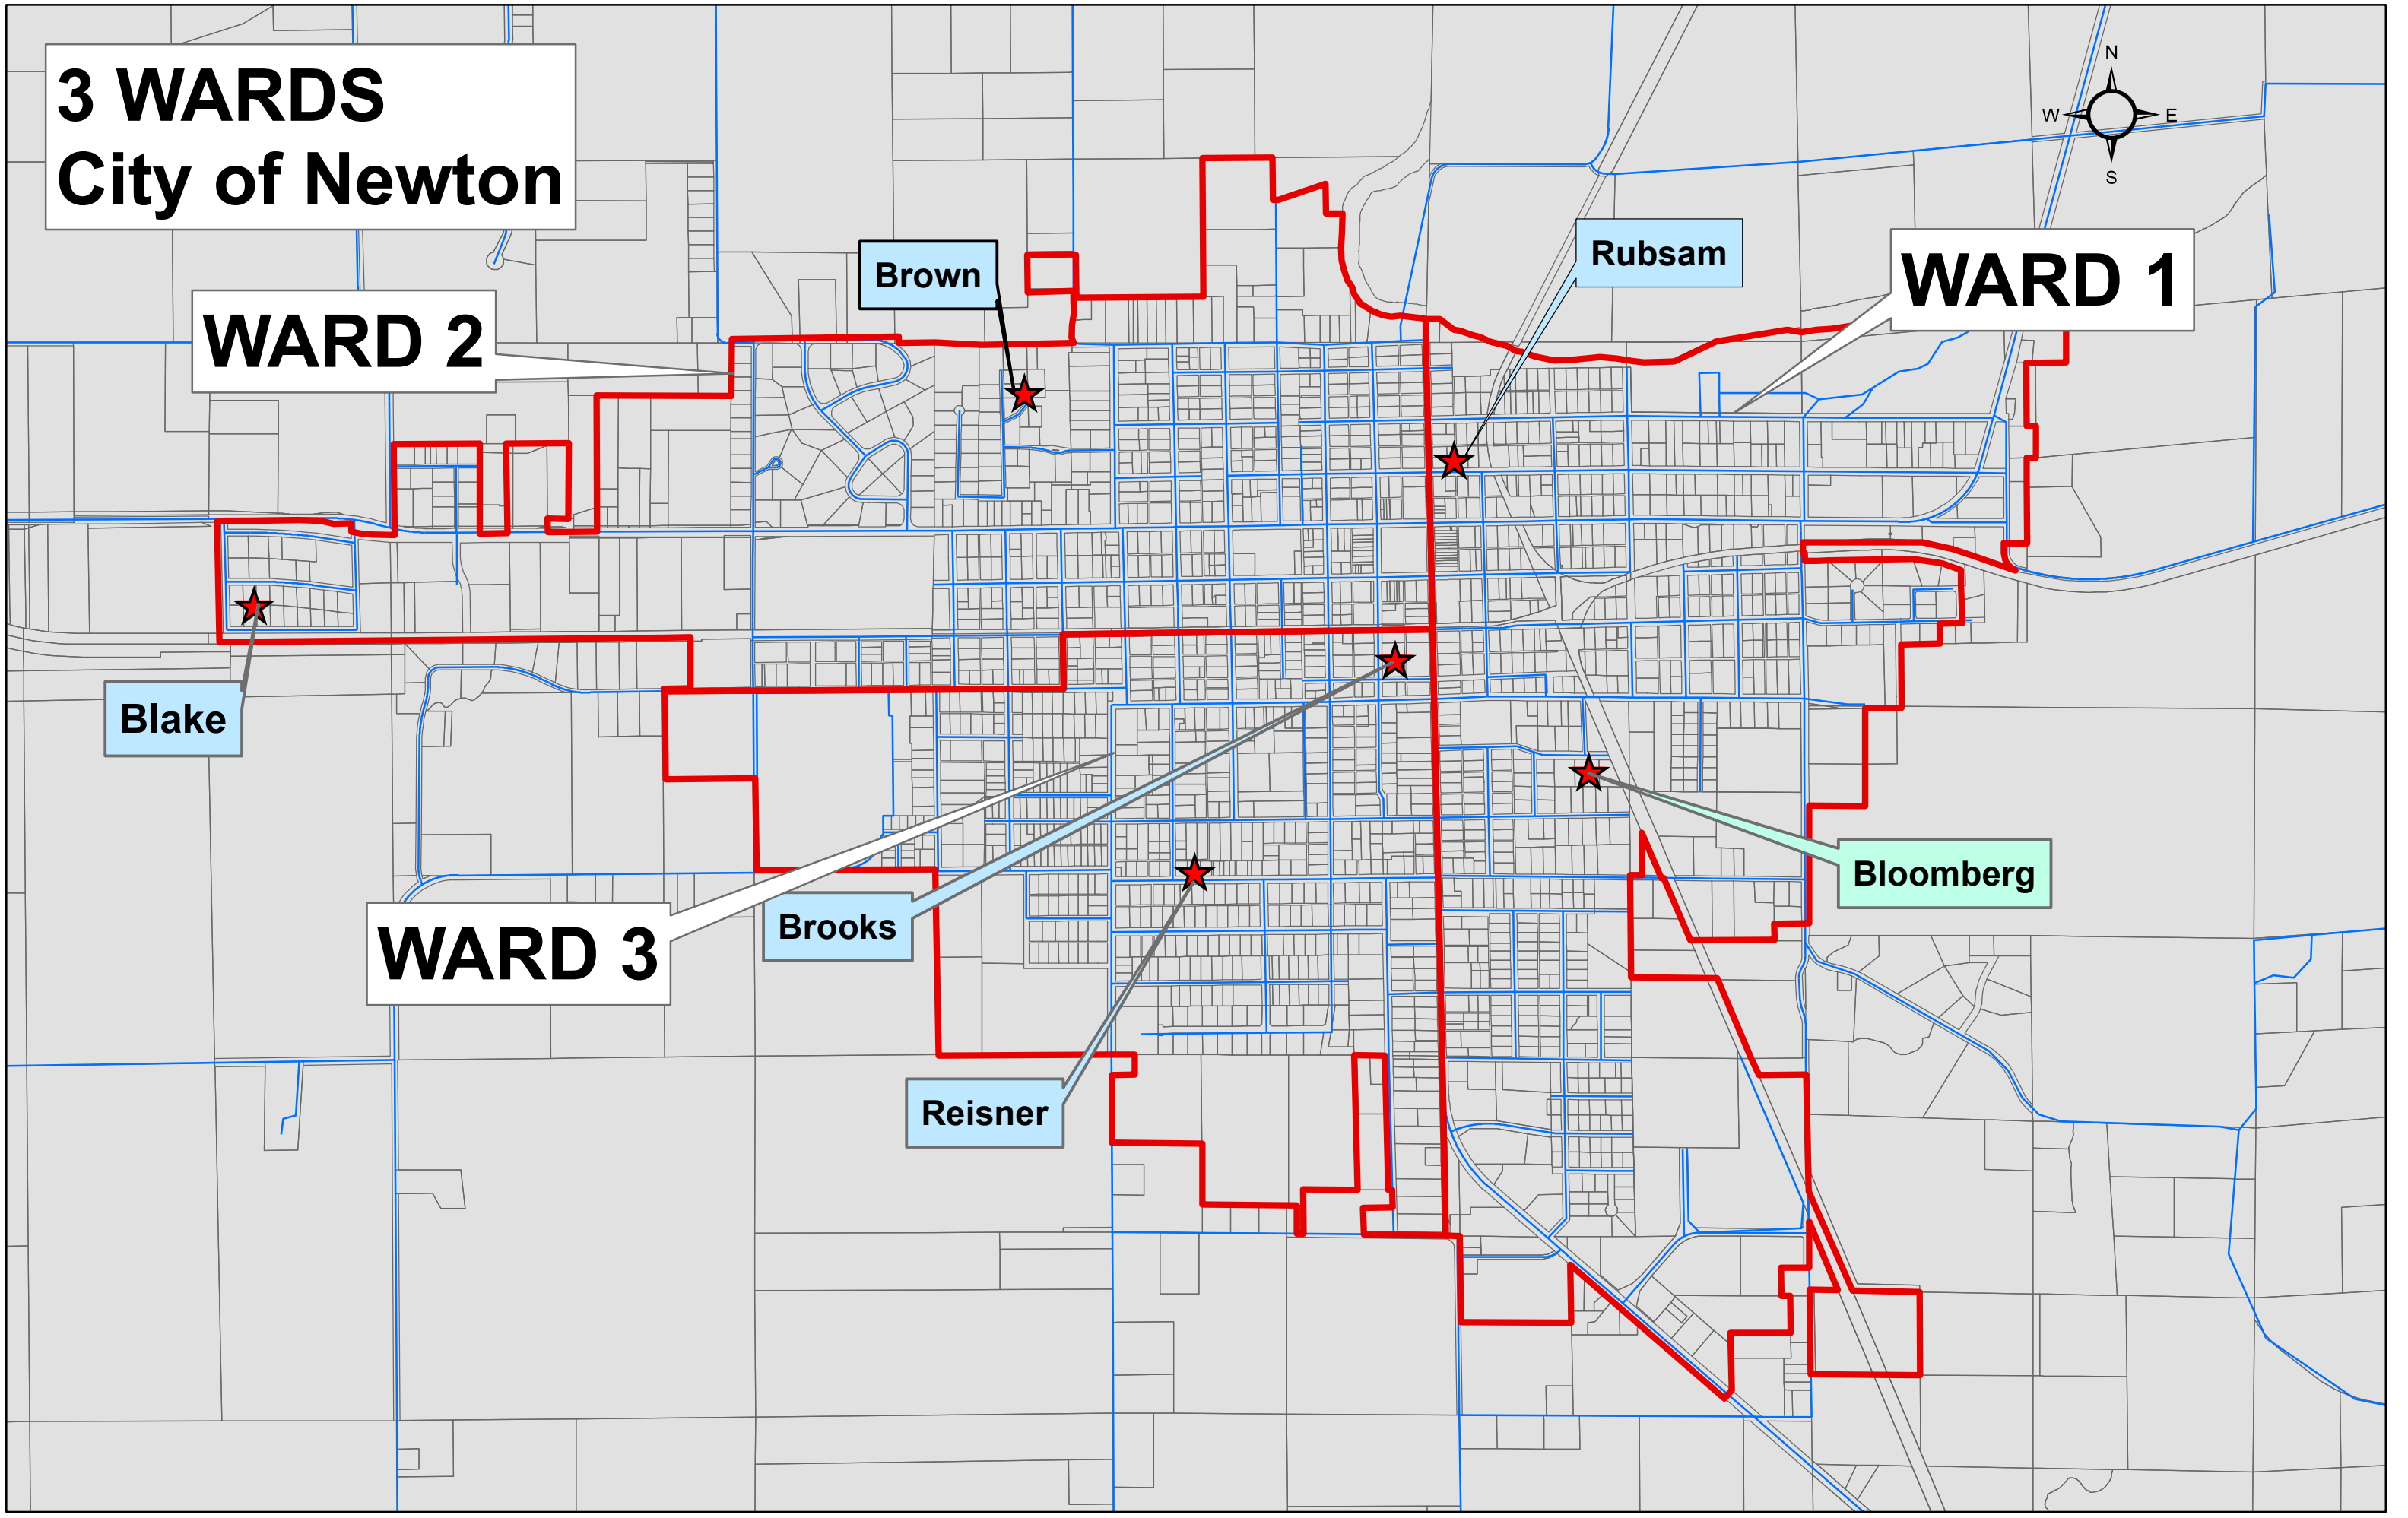 3 WARDS
City of Newton
N
W
E
S
Rubsam
Brown
WARD 1
WARD 2
Blake
Bloomberg
Brooks
WARD 3
Reisner